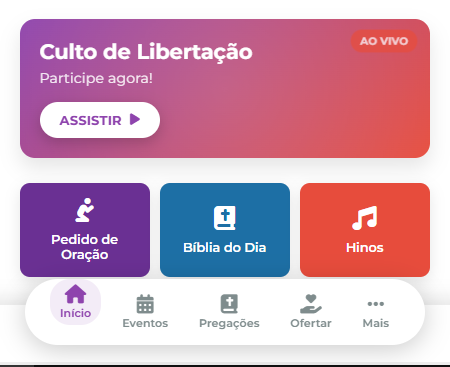 AO VIVO
Culto de Libertação
Participe agora!
ASSISTIR
Pedido de
Oração
Bíblia do Dia
Hinos
Início
Eventos
Pregações
Ofertar
Mais